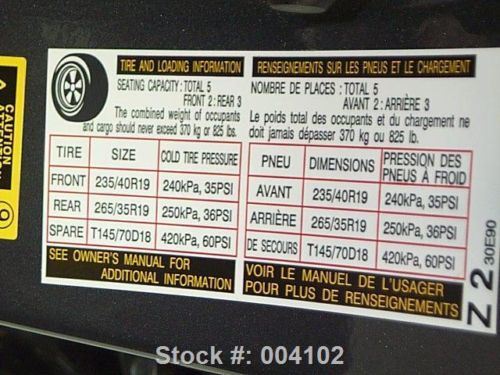 TIRE AND LOADING INFORMATION
SEATING CAPACITY: TOTAL 5
FRONT 2: REAR 3
The combined weight of occupants
and cargo should never exceed 370 kg or 825 lbs.
TIRE SIZE COLD TIRE PRESSURE
FRONT 235/40R19 240kPa, 35PSI
REAR 265/35R19 250kPa, 36PSI
SPARE T145/70D18 420kPa, 60PSI
SEE OWNER'S MANUAL FOR
ADDITIONAL INFORMATION
RENSEIGNEMENTS SUR LES PNEUS ET LE CHARGEMENT
NOMBRE DE PLACES: TOTAL 5
AVANT 2: ARRIÈRE 3
Le poids total des occupants et du chargement ne
doit jamais dépasser 370 kg ou 825 lb.
PNEU DIMENSIONS PRESSION DES
PNEUS À FROID
AVANT 235/40R19 240kPa, 35PSI
ARRIÈRE 265/35R19 250kPa, 36PSI
DE SECOURS T145/70D18 420kPa, 60PSI
VOIR LE MANUEL DE L'USAGER
POUR PLUS DE RENSEIGNEMENTS
Z 2 30E90
CAUTION
Stock #: 004102